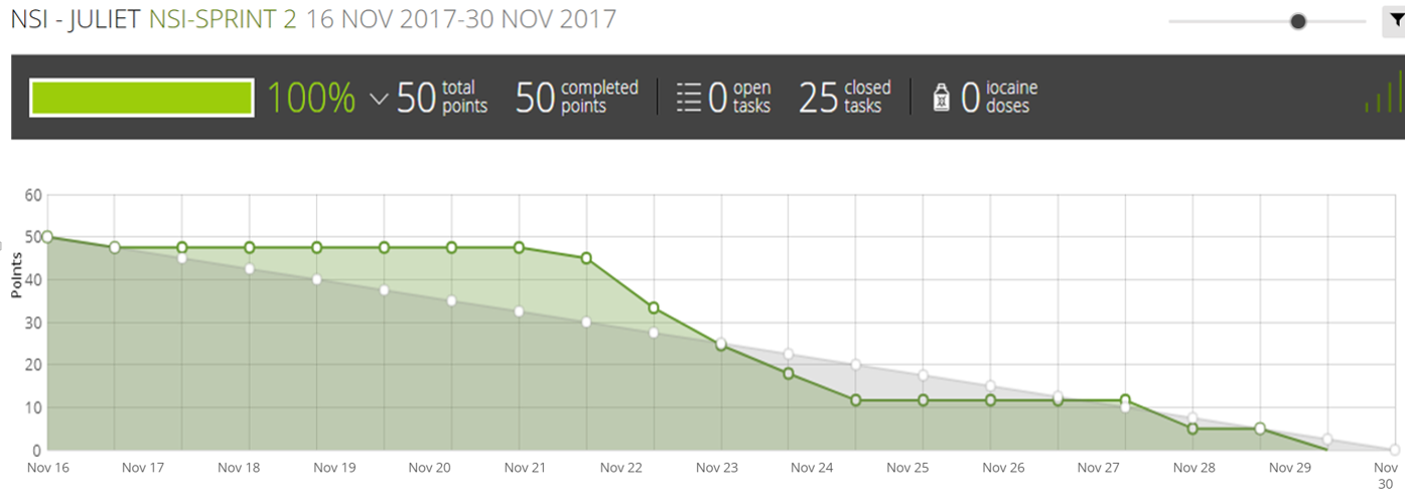 NSI - JULIET NSI-SPRINT 2 16 NOV 2017-30 NOV 2017
100% 50 total points 50 completed points 0 open tasks 25 closed tasks 0 iocaine doses
60
50
40
30
20
10
0
Points
Nov 16 Nov 17 Nov 18 Nov 19 Nov 20 Nov 21 Nov 22 Nov 23 Nov 24 Nov 25 Nov 26 Nov 27 Nov 28 Nov 29 Nov 30